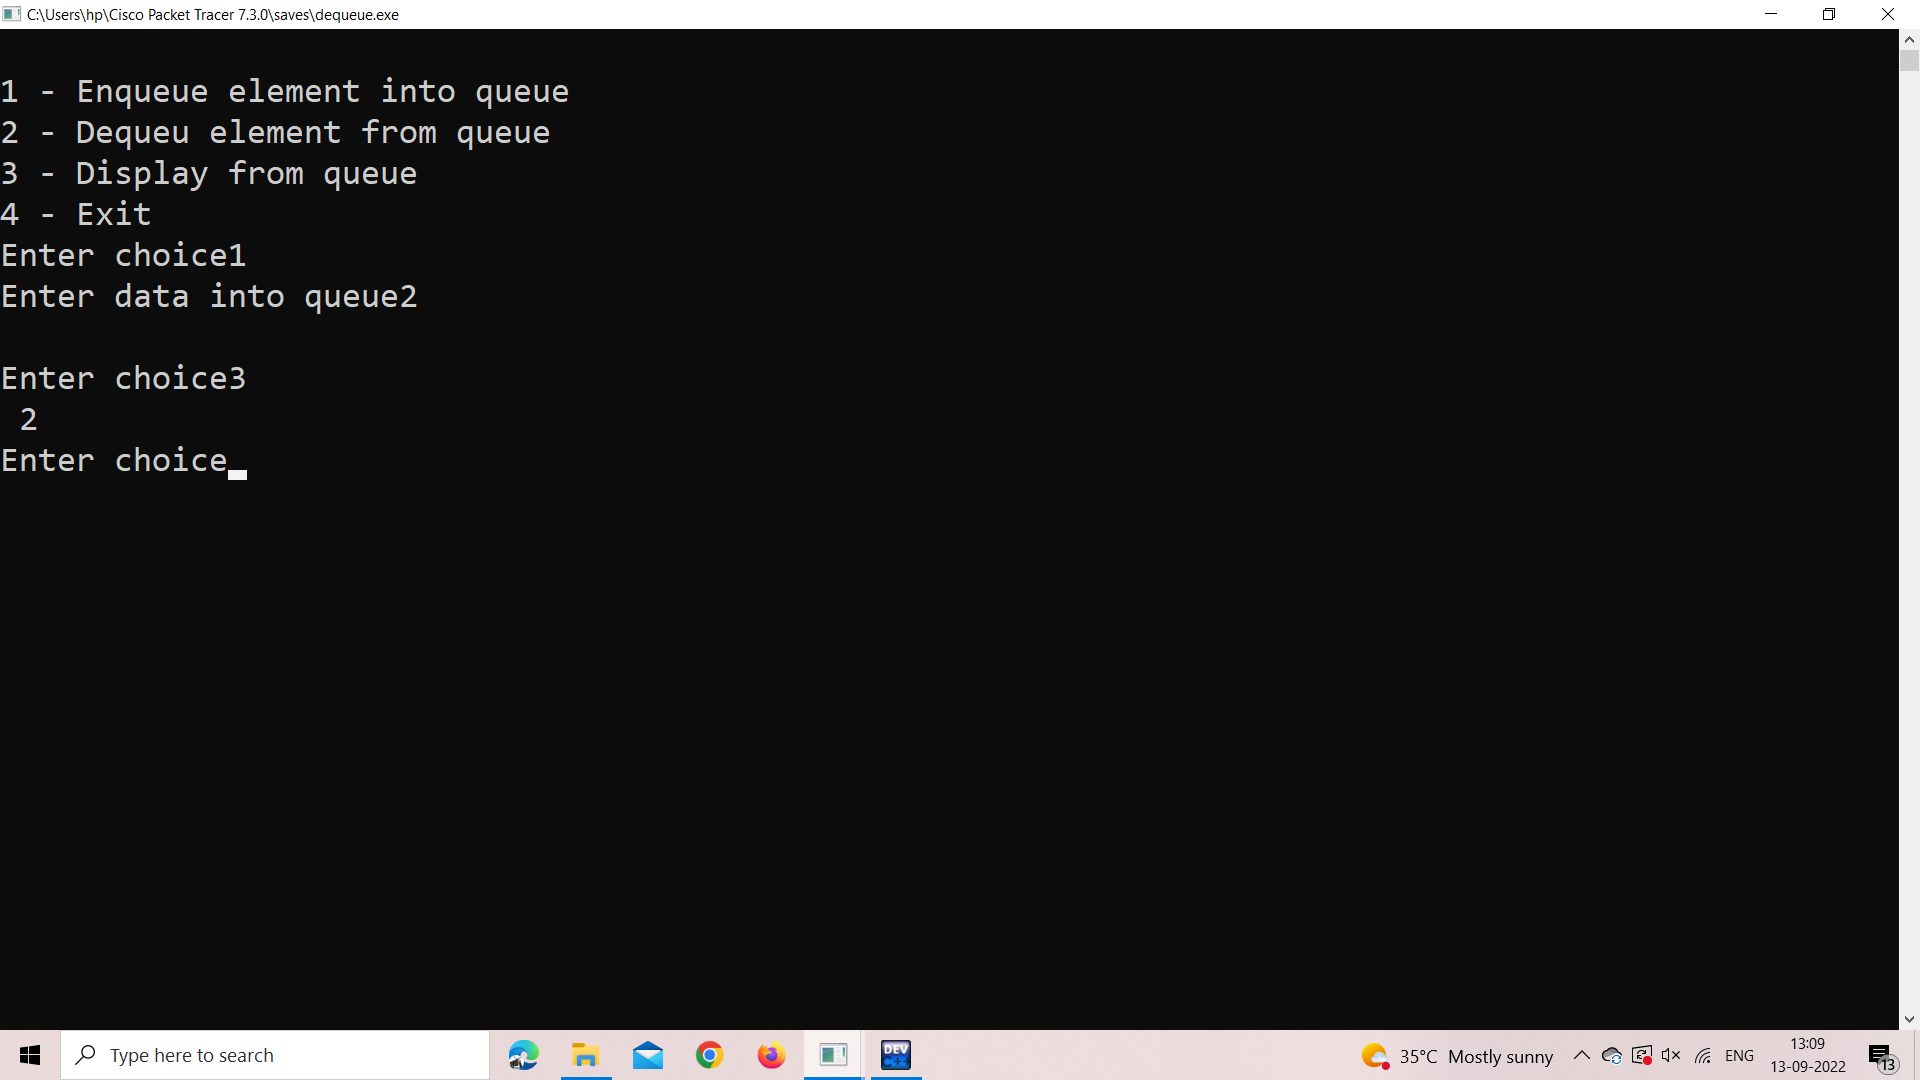 C:\Users\hp\Cisco Packet Tracer 7.3.0\saves\dequeue.exe
1 - Enqueue element into queue
2 - Dequeu element from queue
3 - Display from queue
4 - Exit
Enter choice1
Enter data into queue2
Enter choice3
2
Enter choice
Type here to search
DEV
C++
35°C Mostly sunny
ENG
13:09
13-09-2022
13